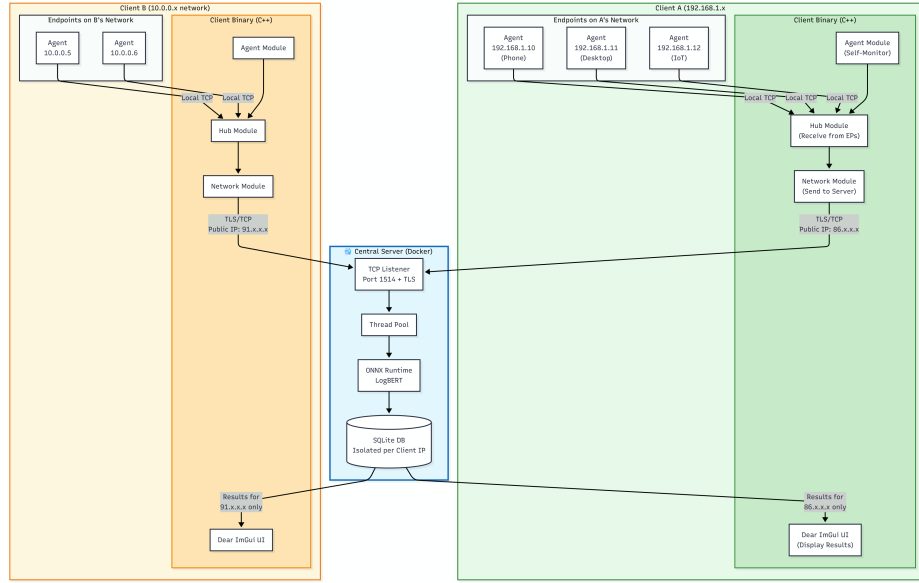 Client B (10.0.0.x network)
Endpoints on B's Network
Agent
10.0.0.5
Agent
10.0.0.6
Client Binary (C++)
Agent Module
Local TCP
Local TCP
Hub Module
Network Module
TLS/TCP
Public IP: 91.x.x.x
Client A (192.168.1.x
Endpoints on A's Network
Agent
192.168.1.10
(Phone)
Agent
192.168.1.11
(Desktop)
Agent
192.168.1.12
(IoT)
Client Binary (C++)
Agent Module
(Self-Monitor)
Local TCP
Local TCP
Local TCP
Hub Module
(Receive from EPs)
Network Module
(Send to Server)
TLS/TCP
Public IP: 86.x.x.x
Central Server (Docker)
TCP Listener
Port 1514 + TLS
Thread Pool
ONNX Runtime
LogBERT
SQLite DB
Isolated per Client IP
Results for
91.x.x.x only
Dear ImGui UI
Results for
86.x.x.x only
Dear ImGui UI
(Display Results)